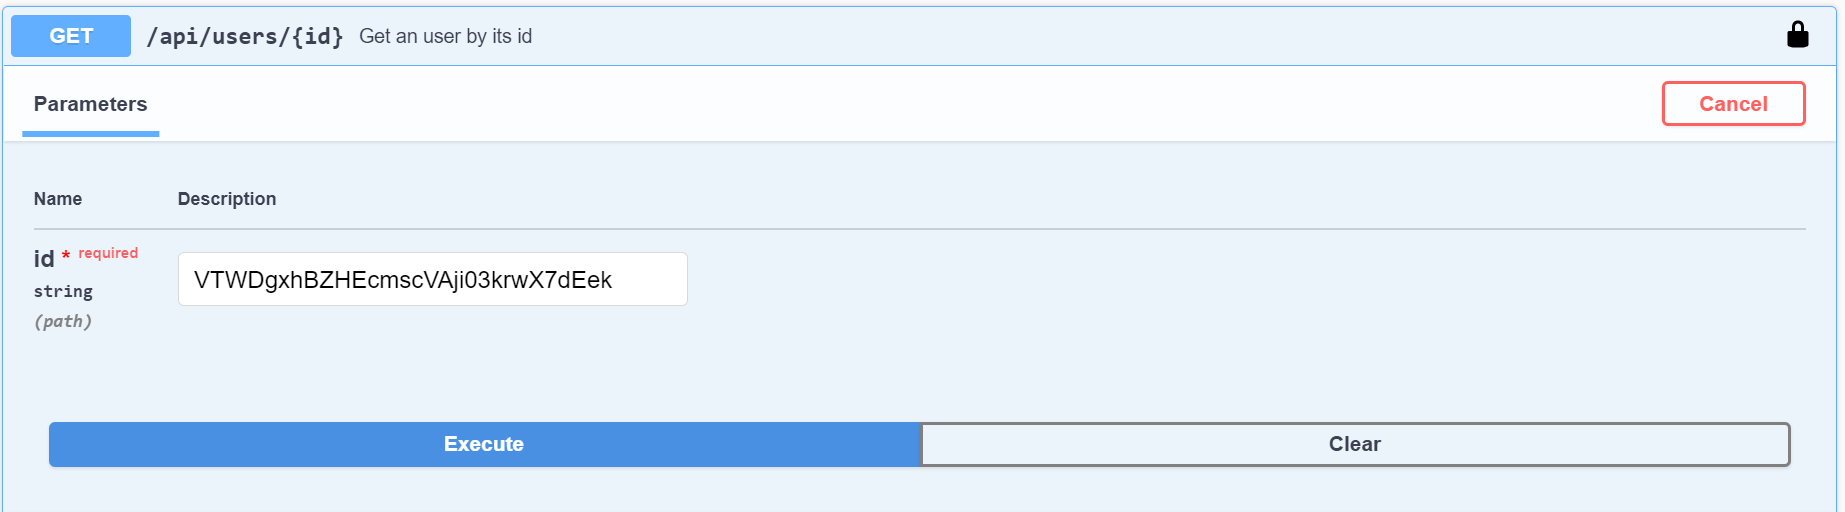 GET /api/users/{id} Get an user by its id
Parameters Cancel
Name Description
id * required
string
(path)
VTWDgxhBZHEcmscVAji03krwX7dEek
Execute Clear